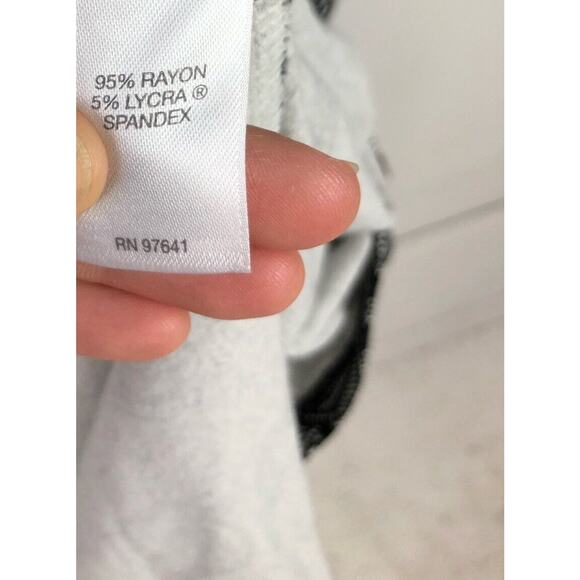 95% RAYON
5% LYCRA ®
SPANDEX
RN 97641